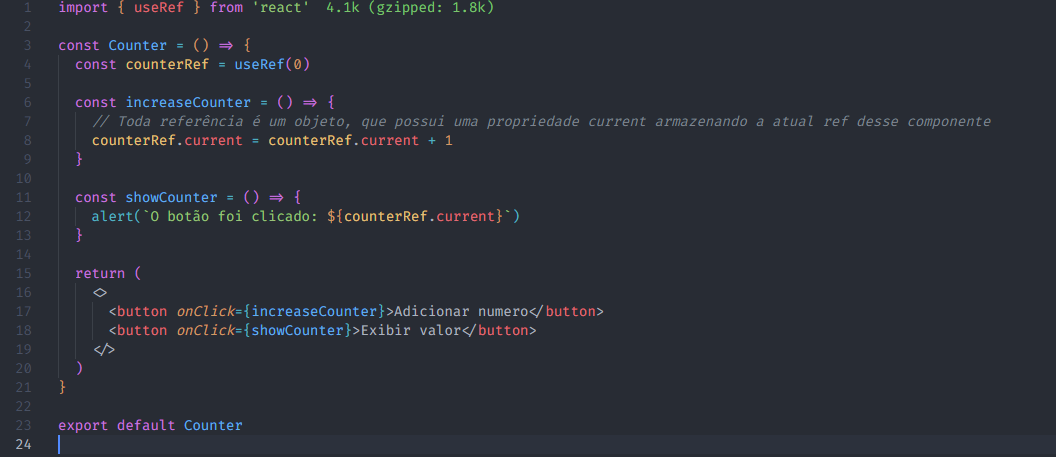 1 import { useRef } from 'react' 4.1k (gzipped: 1.8k)
2
3 const Counter = () => {
4 const counterRef = useRef(0)
5
6 const increaseCounter = () => {
7 // Toda referência é um objeto, que possui uma propriedade current armazenando a atual ref desse componente
8 counterRef.current = counterRef.current + 1
9 }
10
11 const showCounter = () => {
12 alert(`O botão foi clicado: ${counterRef.current}`)
13 }
14
15 return (
16 <>
17 <button onClick={increaseCounter}>Adicionar numero</button>
18 <button onClick={showCounter}>Exibir valor</button>
19 </>
20 )
21 }
22
23 export default Counter
24